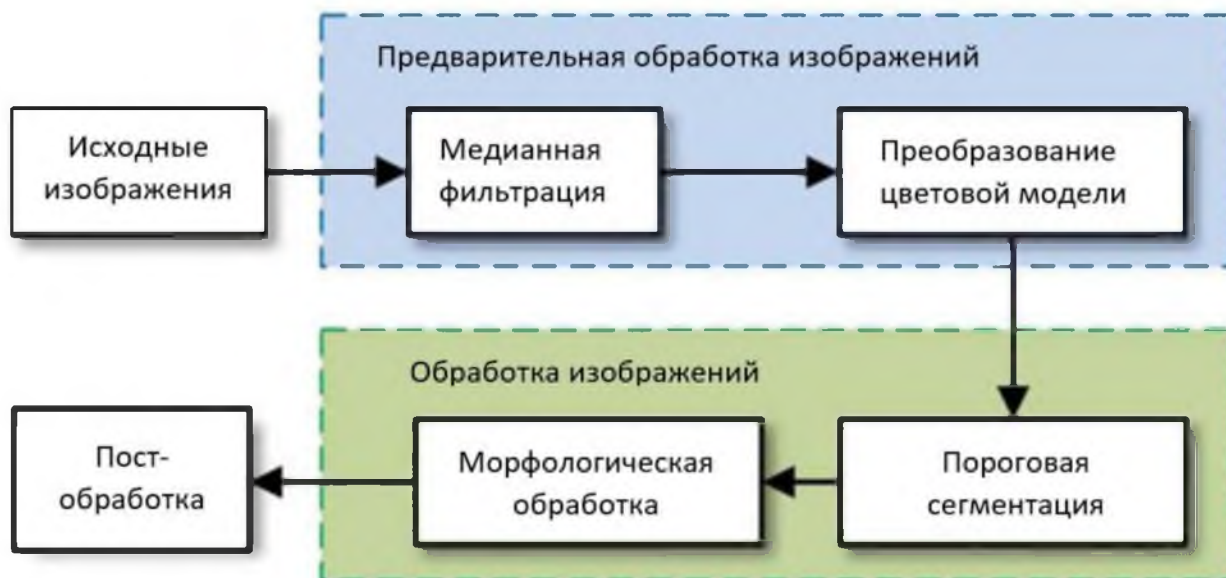 Предварительная обработка изображений
Исходные
изображения
Медианная
фильтрация
Преобразование
цветовой модели
Обработка изображений
Пороговая
сегментация
Морфологическая
обработка
Пост-
обработка